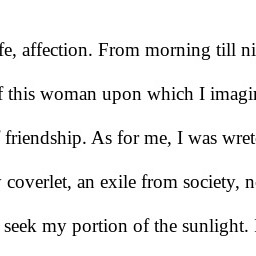 fe, affection. From morning till ni
f this woman upon which I imagin
friendship. As for me, I was wret
coverlet, an exile from society, n
seek my portion of the sunlight.